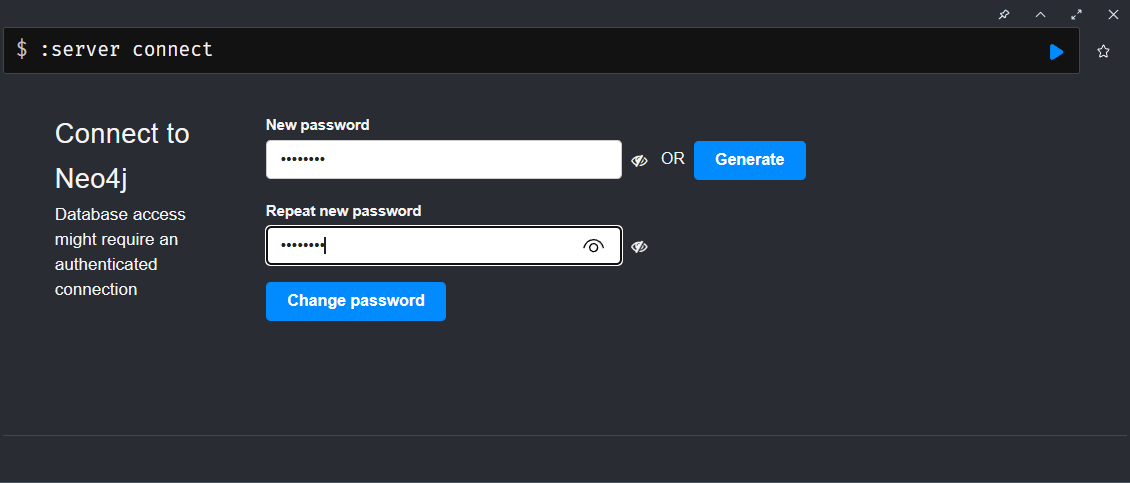 $ :server connect
Connect to
Neo4j
Database access
might require an
authenticated
connection
New password
••••••••
OR
Generate
Repeat new password
••••••••
Change password